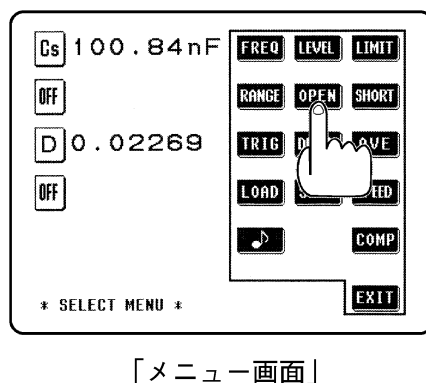 Cs 100.84nF FREQ LEVEL LIMIT
OFF RANGE OPEN SHORT
D 0.02269 TRIG
OFF LOAD
COMP
* SELECT MENU * EXIT
「メニュー画面」